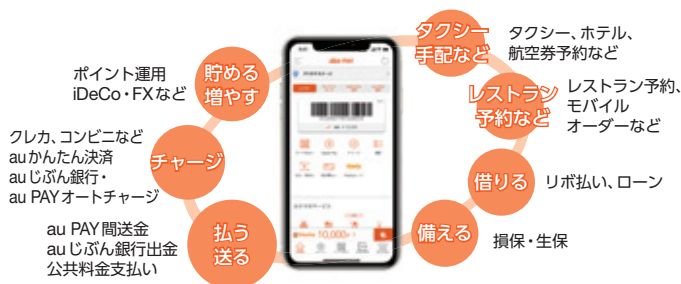 タクシー
手配など
タクシー、ホテル、
航空券予約など
貯める
増やす
ポイント運用
iDeCo・FXなど
レストラン
予約など
レストラン予約、
モバイル
オーダーなど
チャージ
クレカ、コンビニなど
auかんたん決済
auじぶん銀行・
au PAYオートチャージ
借りる
リボ払い、ローン
払う
送る
au PAY間送金
auじぶん銀行出金
公共料金支払い
備える
損保・生保
10,000